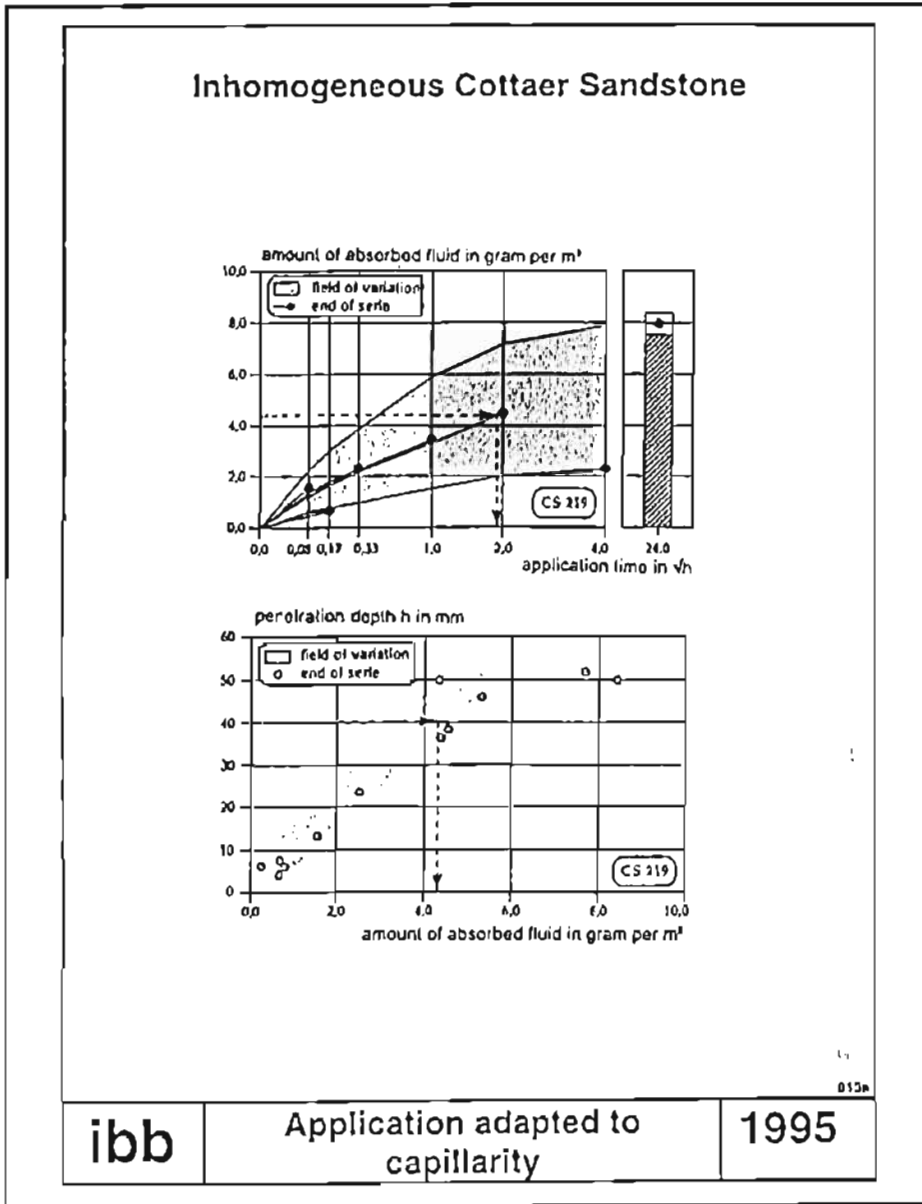 Inhomogeneous Cottaer Sandstone
amount of absorbed fluid in gram per m²
10,0
8,0
6,0
4,0
2,0
0,0
field of variation
end of serie
CS 219
0,0 0,08 0,17 0,33 1,0 2,0 4,0 24,0
application time in √h
penetration depth h in mm
60
50
40
30
20
10
0
field of variation
end of serie
CS 219
0,0 2,0 4,0 6,0 8,0 10,0
amount of absorbed fluid in gram per m²
015a
ibb
Application adapted to
capillarity
1995